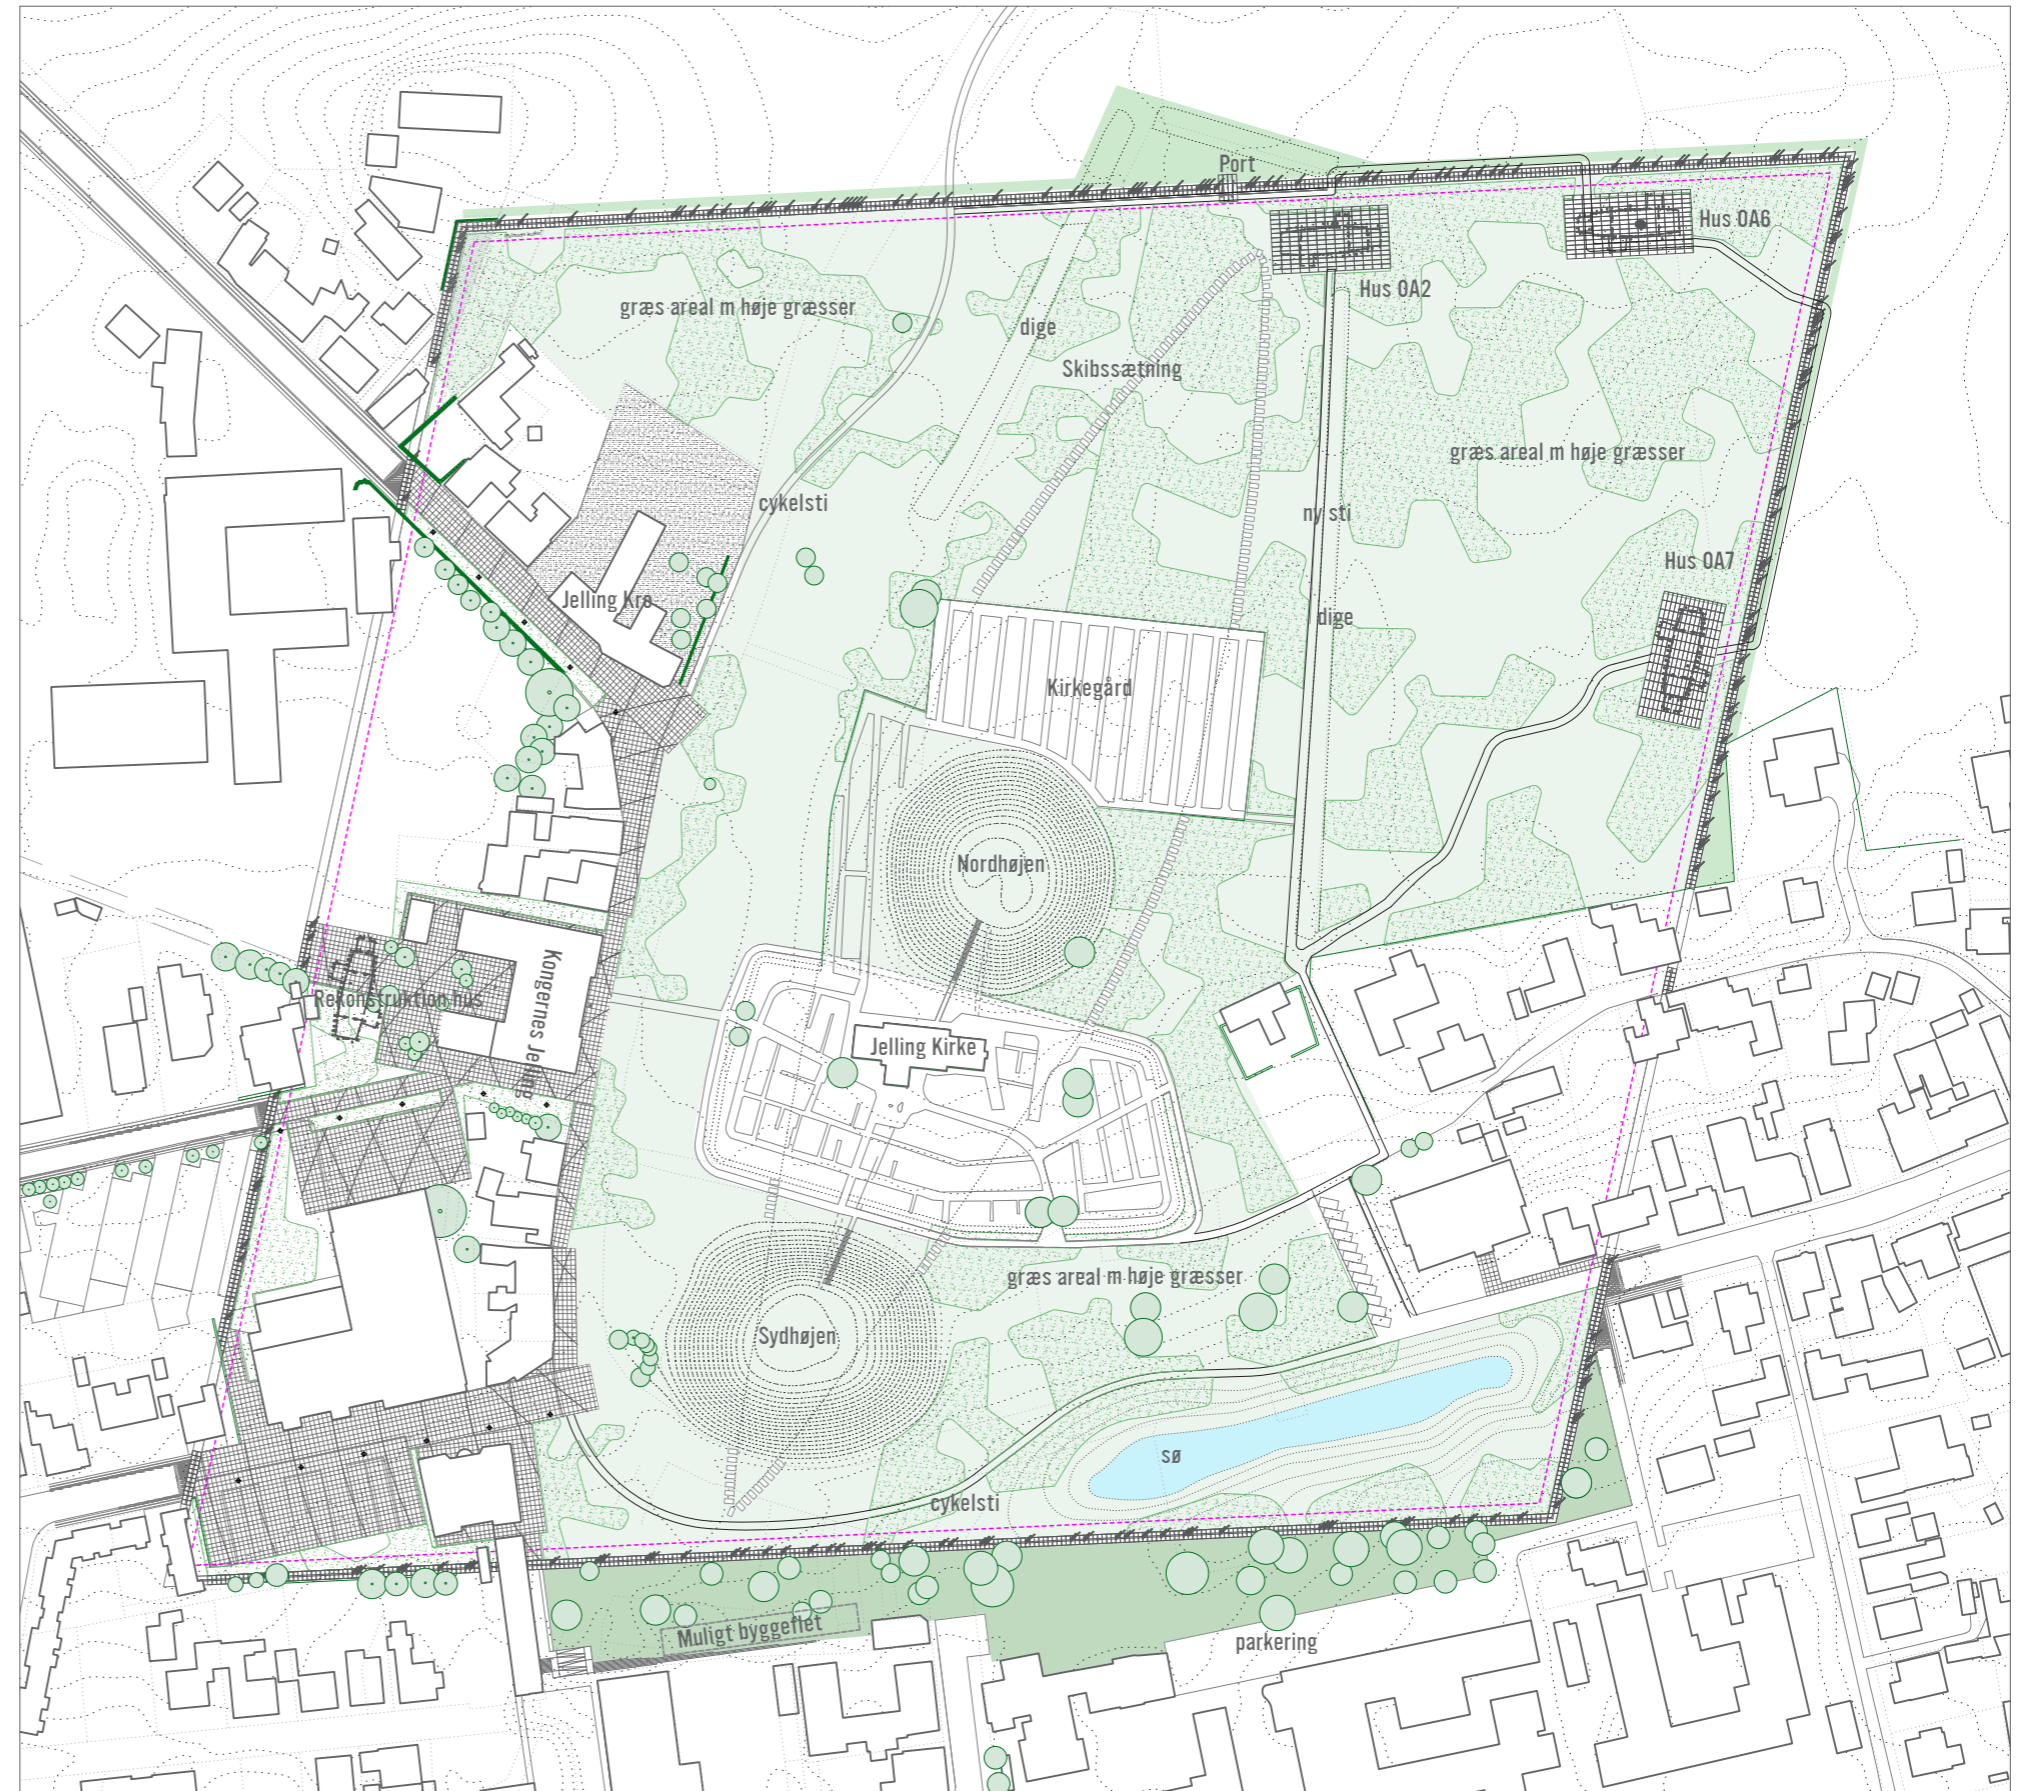 Port
Hus OA6
Hus OA2
græs areal m høje græsser
dige
Skibssætning
græs areal m høje græsser
cykelsti
ny sti
Hus OA7
Jelling Kro
dige
Kirkegård
Nordhøjen
Kongernes Jelling
Rekonstruktion hus
Jelling Kirke
græs areal m høje græsser
Sydhøjen
sø
cykelsti
Muligt byggeflet
parkering